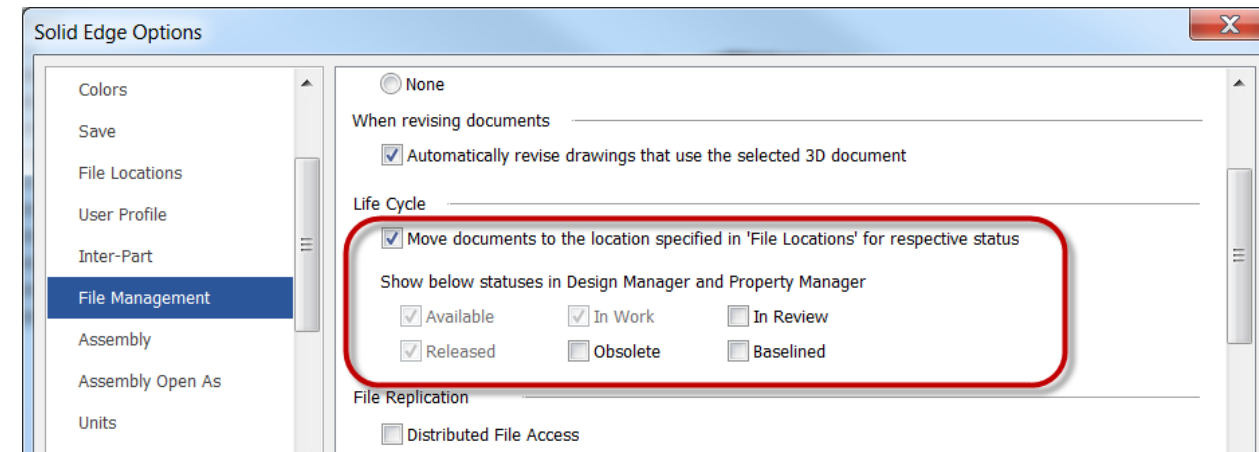 Solid Edge Options
X
Colors
Save
File Locations
User Profile
Inter-Part
File Management
Assembly
Assembly Open As
Units
None
When revising documents
Automatically revise drawings that use the selected 3D document
Life Cycle
Move documents to the location specified in 'File Locations' for respective status
Show below statuses in Design Manager and Property Manager
Available In Work In Review
Released Obsolete Baselined
File Replication
Distributed File Access